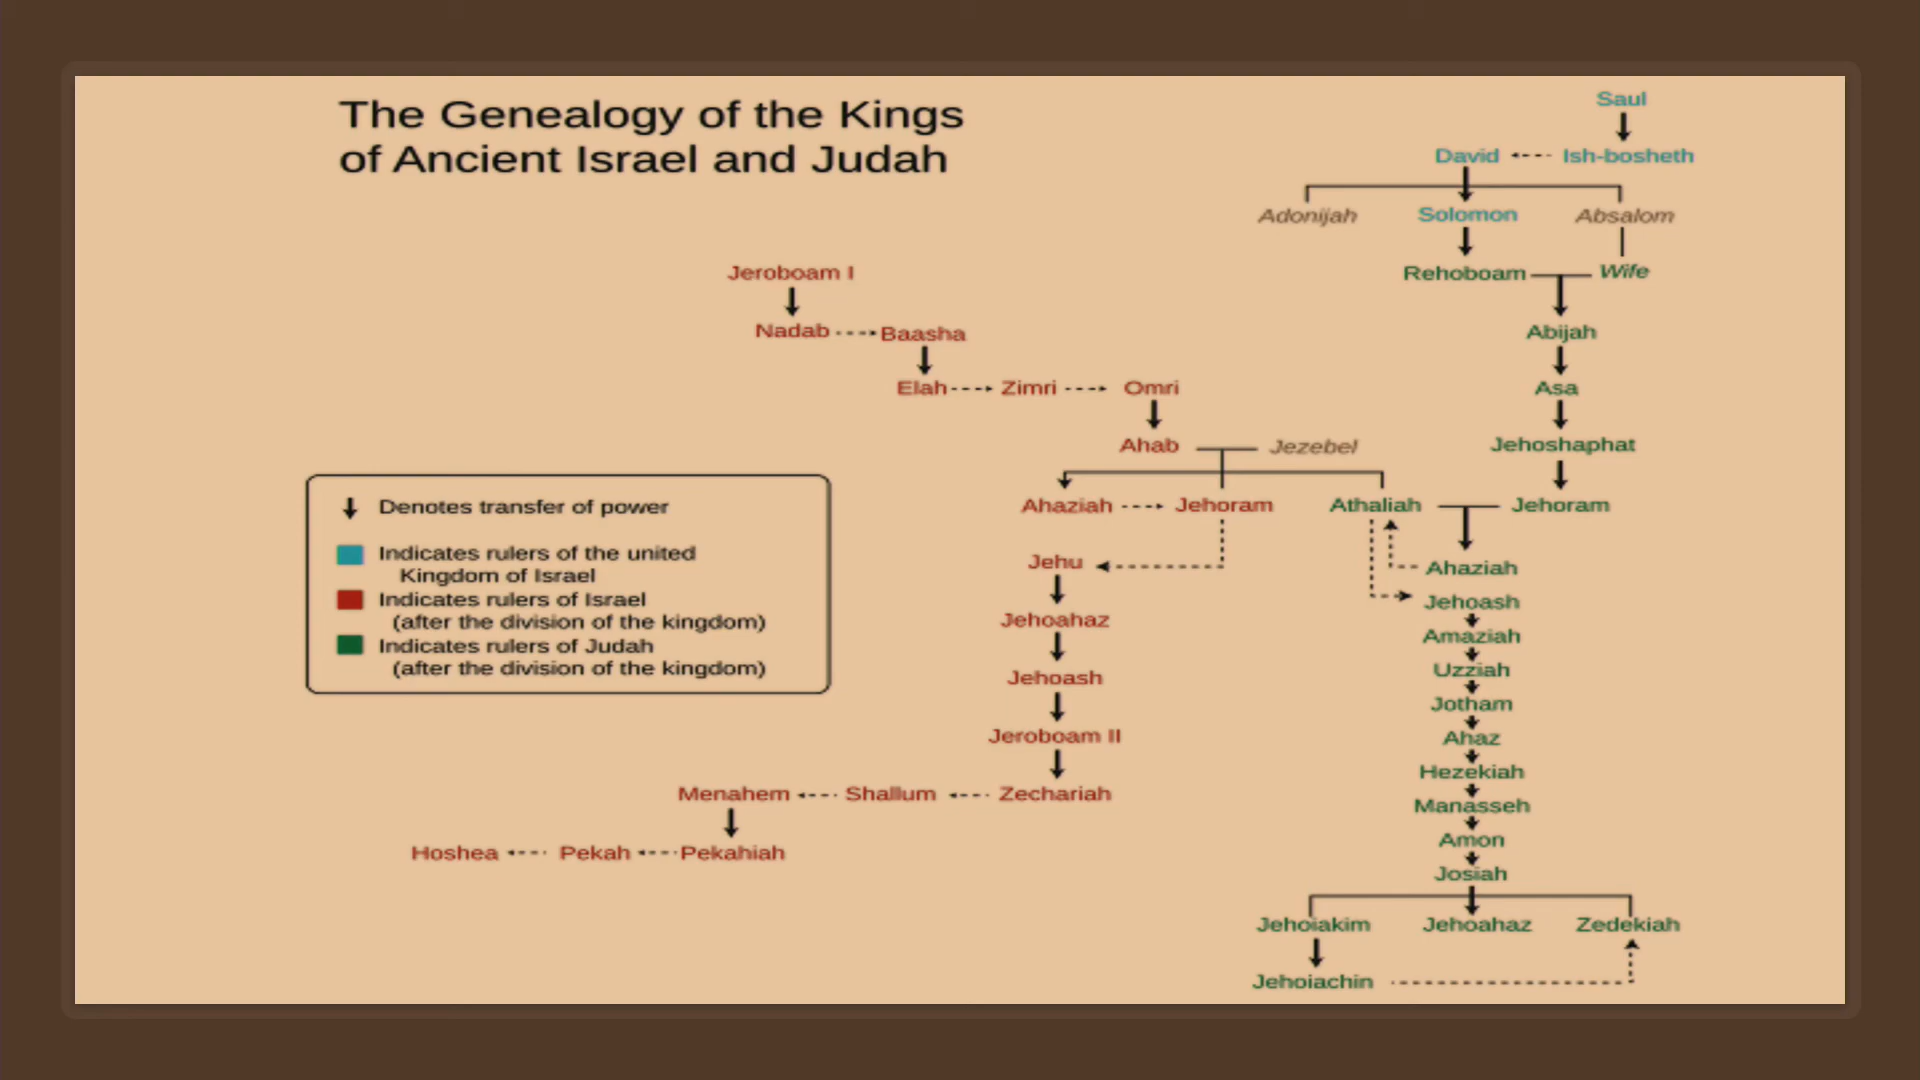 The Genealogy of the Kings
of Ancient Israel and Judah
Saul
David
Ish-bosheth
Adonijah
Solomon
Absalom
Jeroboam I
Rehoboam
Wife
Nadab
Baasha
Abijah
Elah
Zimri
Omri
Asa
Ahab
Jezebel
Jehoshaphat
Ahaziah
Jehoram
Athaliah
Jehoram
Denotes transfer of power
Indicates rulers of the united
Kingdom of Israel
Indicates rulers of Israel
(after the division of the kingdom)
Indicates rulers of Judah
(after the division of the kingdom)
Jehu
Ahaziah
Jehoahaz
Jehoash
Jehoash
Amaziah
Uzziah
Jeroboam II
Jotham
Ahaz
Menahem
Shallum
Zechariah
Hezekiah
Manasseh
Hoshea
Pekah
Pekahiah
Amon
Josiah
Jehoiakim
Jehoahaz
Zedekiah
Jehoiachin